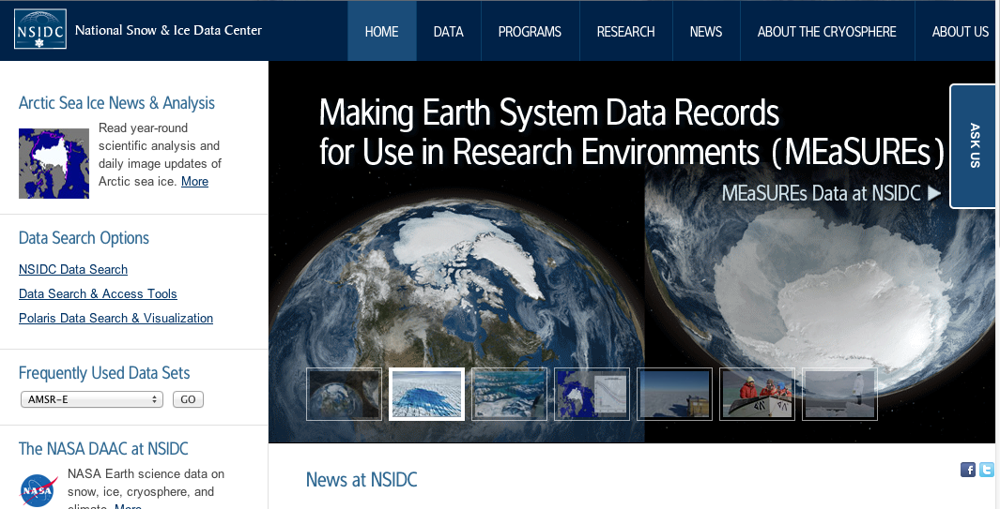 NSIDC
National Snow & Ice Data Center
HOME
DATA
PROGRAMS
RESEARCH
NEWS
ABOUT THE CRYOSPHERE
ABOUT US
Arctic Sea Ice News & Analysis
Read year-round
scientific analysis and
daily image updates of
Arctic sea ice. More
Data Search Options
NSIDC Data Search
Data Search & Access Tools
Polaris Data Search & Visualization
Frequently Used Data Sets
AMSR-E
GO
The NASA DAAC at NSIDC
NASA
NASA Earth science data on
snow, ice, cryosphere, and
climate. More
Making Earth System Data Records
for Use in Research Environments (MEaSUREs)
MEaSUREs Data at NSIDC
ASK US
News at NSIDC
f
t